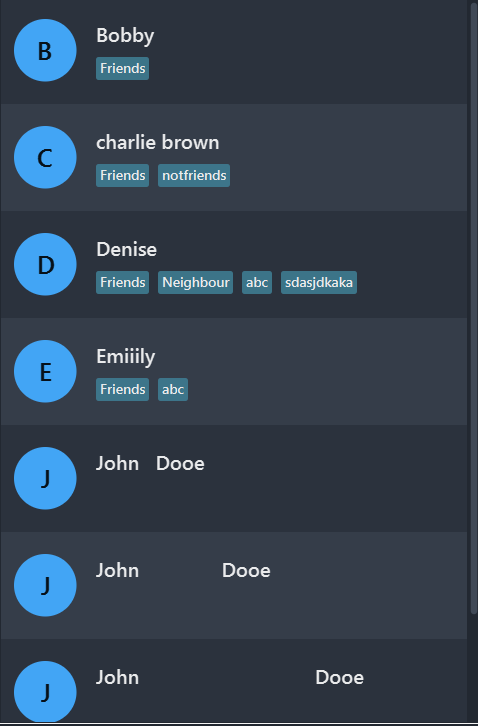 B
Bobby
Friends
C
charlie brown
Friends notfriends
D
Denise
Friends Neighbour abc sdasjdkaka
E
Emiiily
Friends abc
J
John   Dooe
J
John               Dooe
J
John                                Dooe